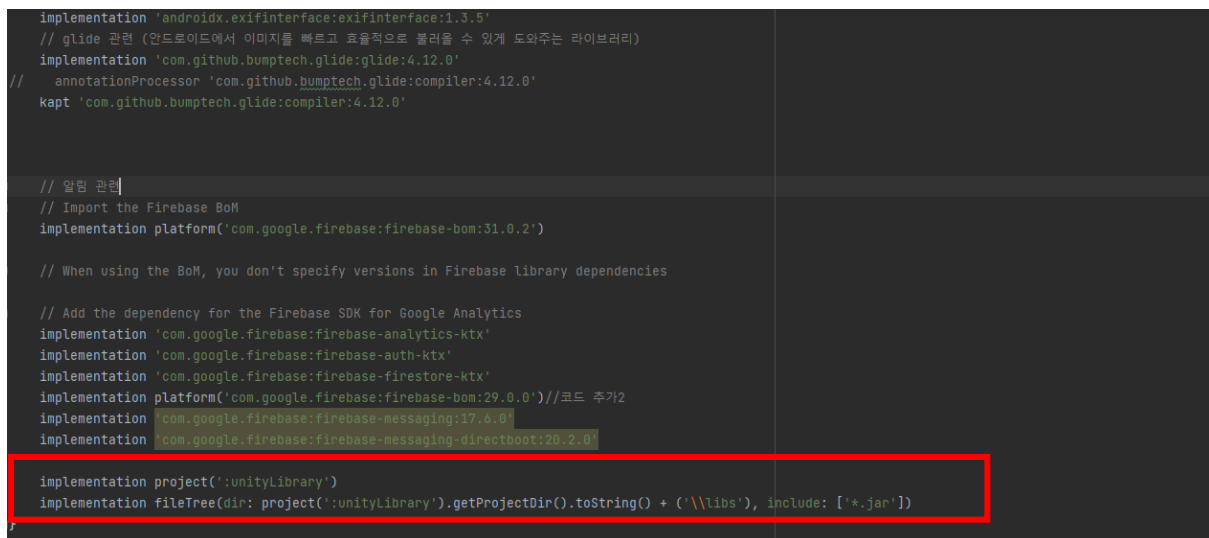 implementation 'androidx.exifinterface:exifinterface:1.3.5'
// glide 관련 (안드로이드에서 이미지를 빠르고 효율적으로 불러올 수 있게 도와주는 라이브러리)
implementation 'com.github.bumptech.glide:glide:4.12.0'
// annotationProcessor 'com.github.bumptech.glide:compiler:4.12.0'
kapt 'com.github.bumptech.glide:compiler:4.12.0'
// 알림 관련
// Import the Firebase BoM
implementation platform('com.google.firebase:firebase-bom:31.0.2')
// When using the BoM, you don't specify versions in Firebase library dependencies
// Add the dependency for the Firebase SDK for Google Analytics
implementation 'com.google.firebase:firebase-analytics-ktx'
implementation 'com.google.firebase:firebase-auth-ktx'
implementation 'com.google.firebase:firebase-firestore-ktx'
implementation platform('com.google.firebase:firebase-bom:29.0.0')//코드 추가2
implementation 'com.google.firebase:firebase-messaging:17.6.0'
implementation 'com.google.firebase:firebase-messaging-directboot:20.2.0'
implementation project(':unityLibrary')
implementation fileTree(dir: project(':unityLibrary').getProjectDir().toString() + ('\\libs'), include: ['*.jar'])
}